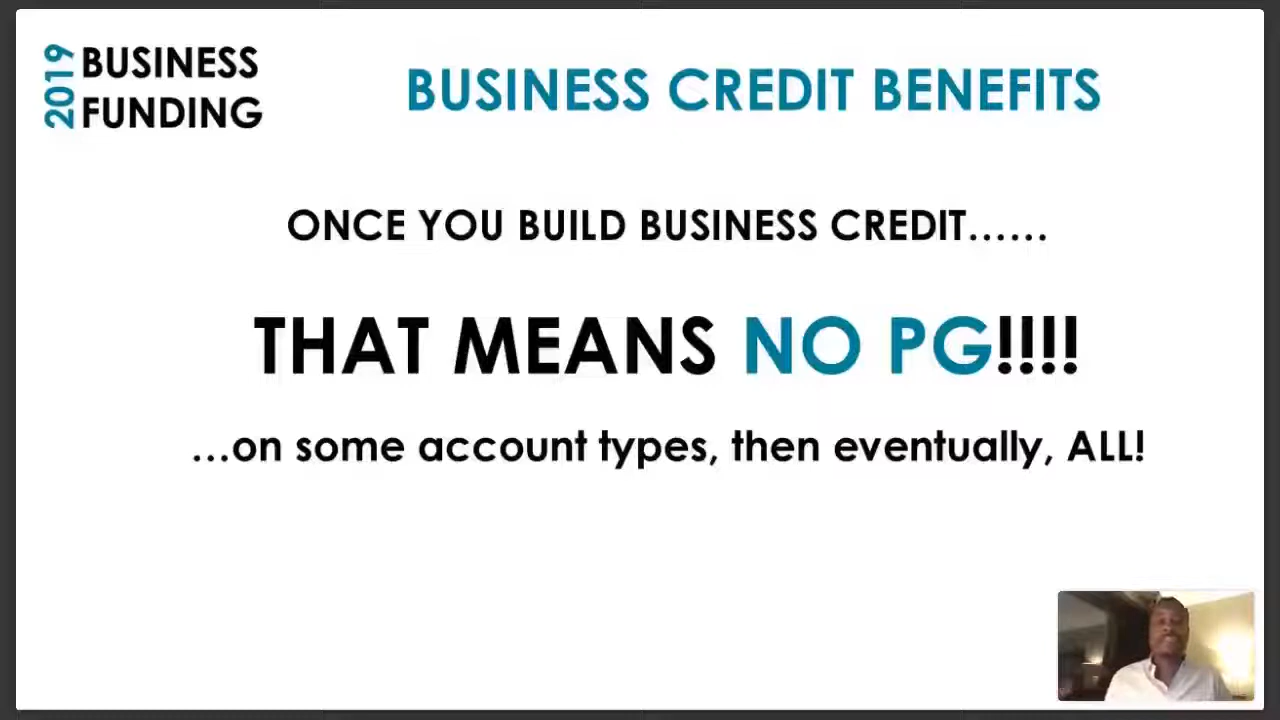 2019
BUSINESS
FUNDING
BUSINESS CREDIT BENEFITS
ONCE YOU BUILD BUSINESS CREDIT……
THAT MEANS NO PG!!!!
…on some account types, then eventually, ALL!